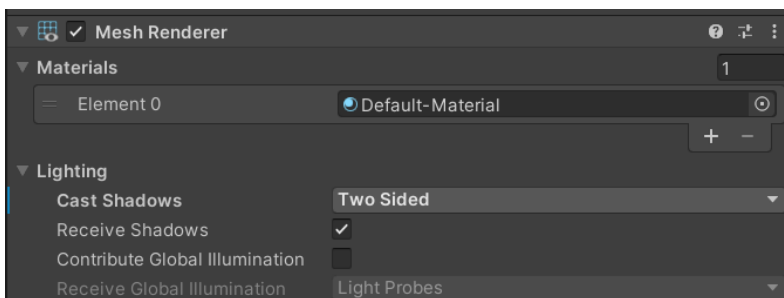 Mesh Renderer
Materials 1
Element 0 Default-Material
+ −
Lighting
Cast Shadows Two Sided
Receive Shadows
Contribute Global Illumination
Receive Global Illumination Light Probes